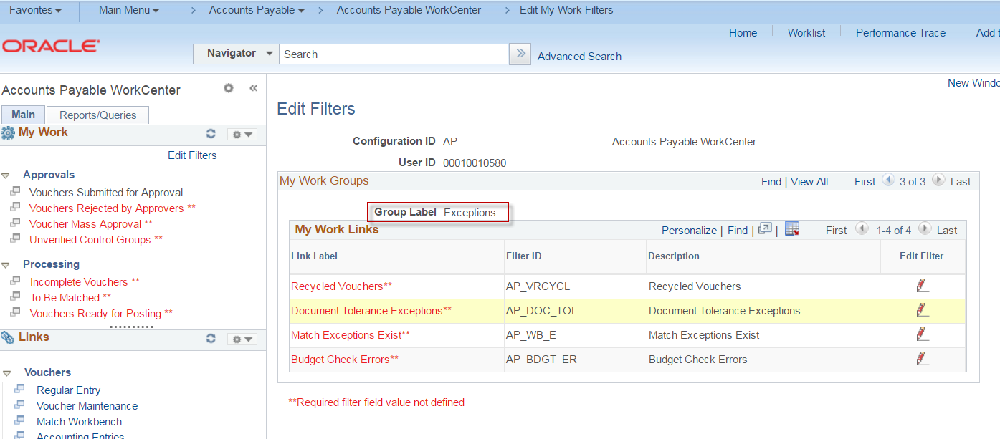 Favorites Main Menu > Accounts Payable > Accounts Payable WorkCenter > Edit My Work Filters
Home Worklist Performance Trace Add t
ORACLE
Navigator Search Advanced Search
New Windo
Accounts Payable WorkCenter
Main Reports/Queries
My Work
Edit Filters
Approvals
Vouchers Submitted for Approval
Vouchers Rejected by Approvers **
Voucher Mass Approval **
Unverified Control Groups **
Processing
Incomplete Vouchers **
To Be Matched **
Vouchers Ready for Posting **
Links
Vouchers
Regular Entry
Voucher Maintenance
Match Workbench
Accounting Entries
Edit Filters
Configuration ID AP Accounts Payable WorkCenter
User ID 00010010580
My Work Groups Find | View All First 3 of 3 Last
Group Label Exceptions
My Work Links Personalize | Find | | First 1-4 of 4 Last
Link Label Filter ID Description Edit Filter
Recycled Vouchers** AP_VRCYCL Recycled Vouchers
Document Tolerance Exceptions** AP_DOC_TOL Document Tolerance Exceptions
Match Exceptions Exist** AP_WB_E Match Exceptions Exist
Budget Check Errors** AP_BDGT_ER Budget Check Errors
**Required filter field value not defined